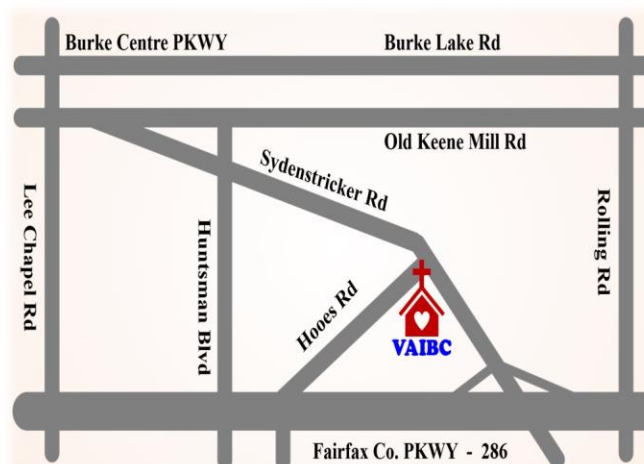 Burke Centre PKWY
Burke Lake Rd
Old Keene Mill Rd
Sydenstricker Rd
Lee Chapel Rd
Huntsman Blvd
Hooes Rd
Rolling Rd
VAIBC
Fairfax Co. PKWY - 286